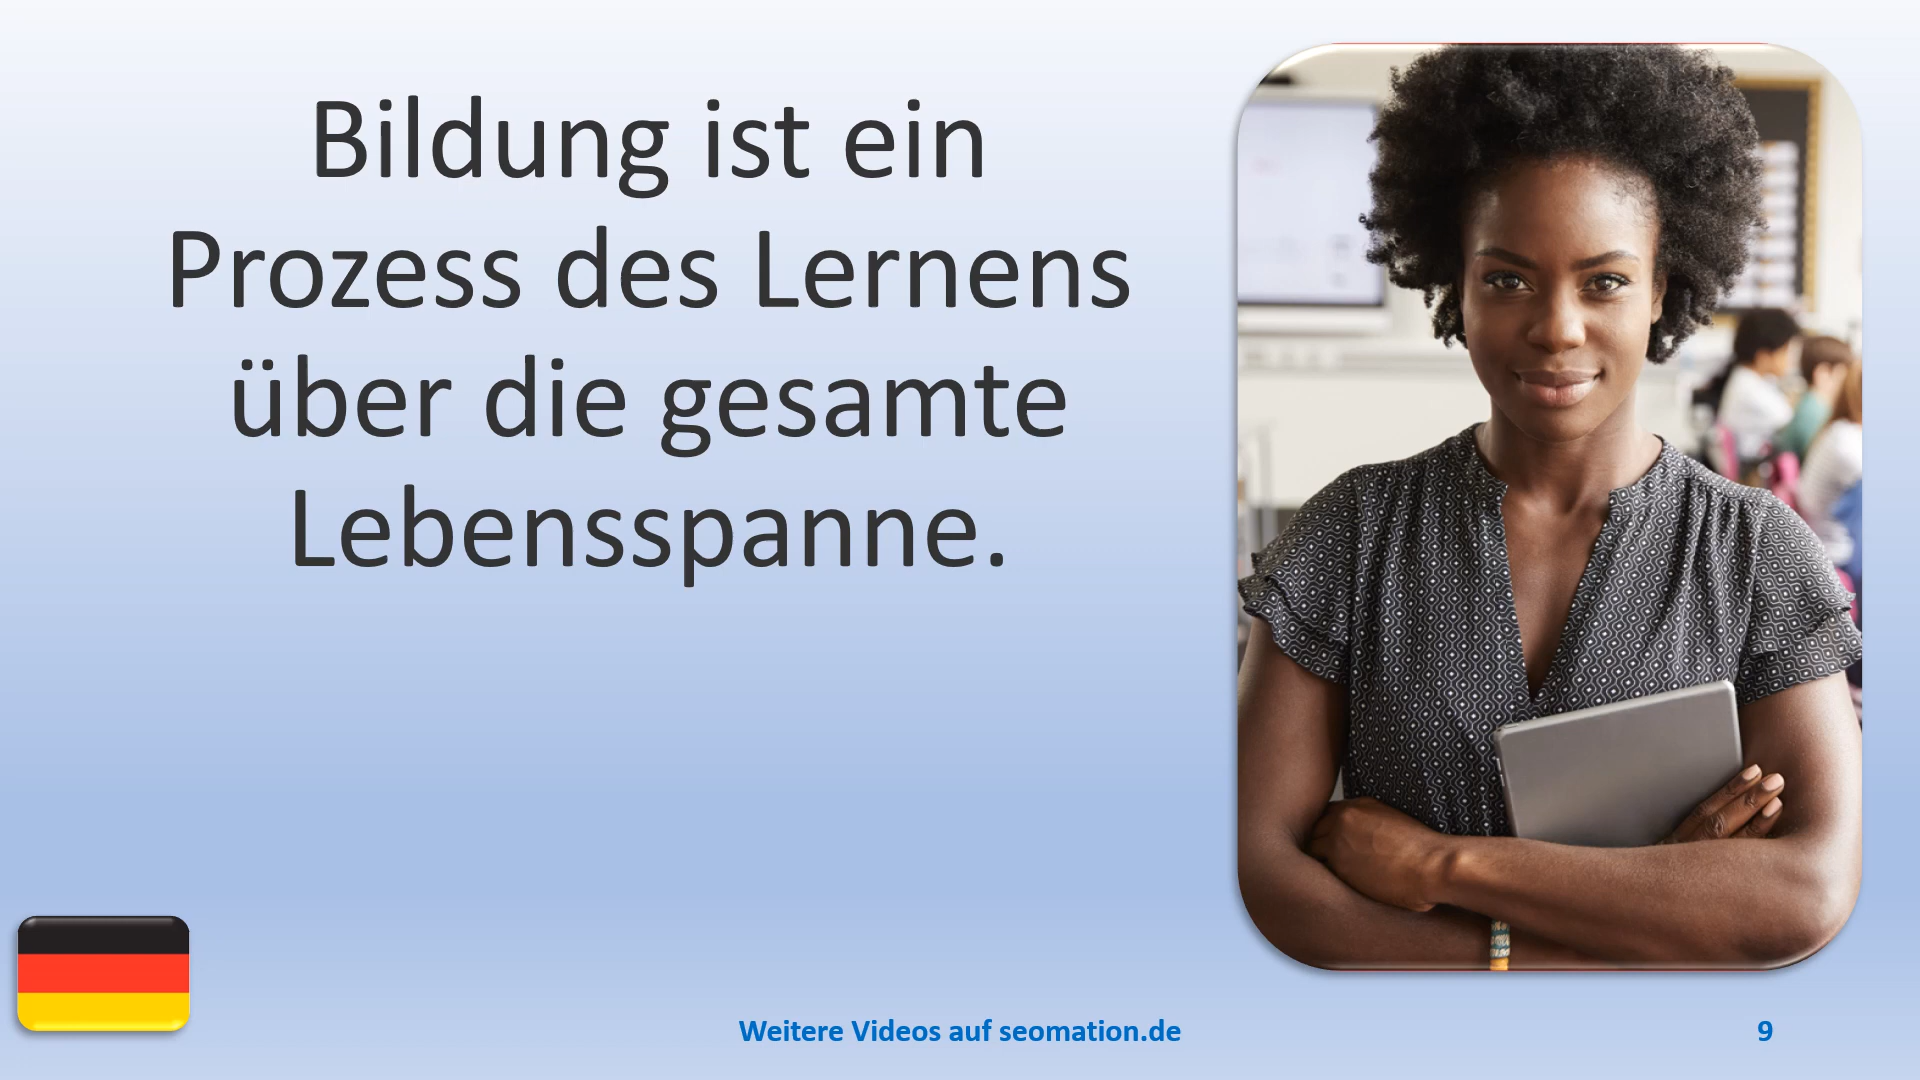 Bildung ist ein
Prozess des Lernens
über die gesamte
Lebensspanne.
Weitere Videos auf seomation.de
9